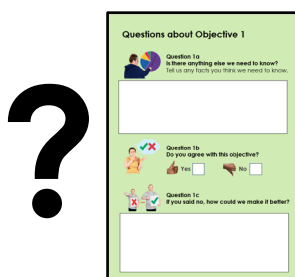 ?
Questions about Objective 1
Question 1a
Is there anything else we need to know?
Tell us any facts you think we need to know.
Question 1b
Do you agree with this objective?
Yes
No
Question 1c
If you said no, how could we make it better?